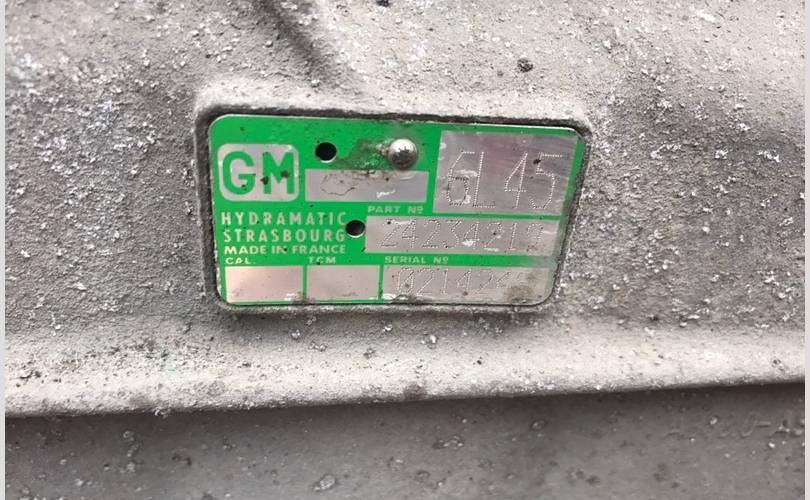 GM
6L45
PART Nº
HYDRAMATIC
STRASBOURG
24234219
MADE IN FRANCE
CAL. TCM SERIAL Nº